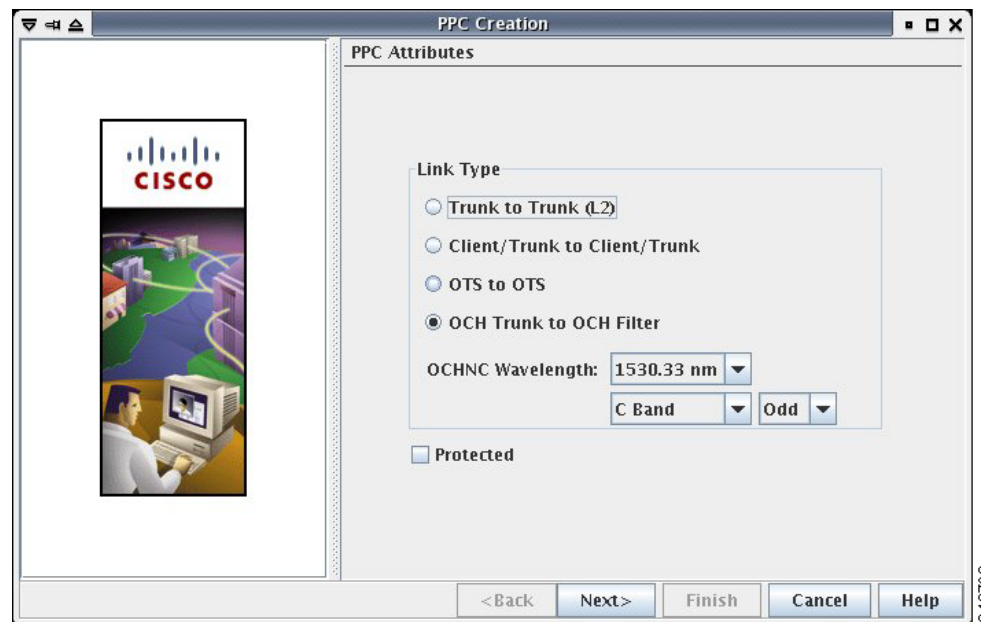 PPC Creation
PPC Attributes
CISCO
Link Type
Trunk to Trunk (L2)
Client/Trunk to Client/Trunk
OTS to OTS
OCH Trunk to OCH Filter
OCHNC Wavelength: 1530.33 nm
C Band Odd
Protected
<Back Next> Finish Cancel Help